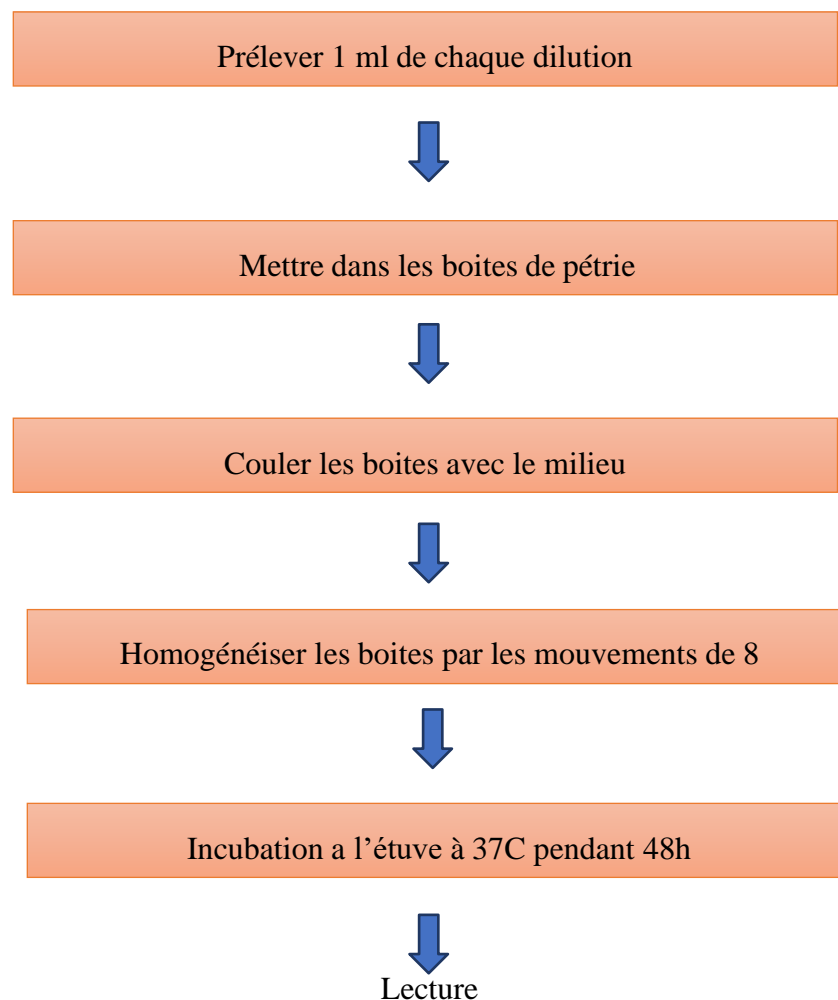 Prélever 1 ml de chaque dilution
Mettre dans les boites de pétrie
Couler les boites avec le milieu
Homogénéiser les boites par les mouvements de 8
Incubation a l’étuve à 37C pendant 48h
Lecture